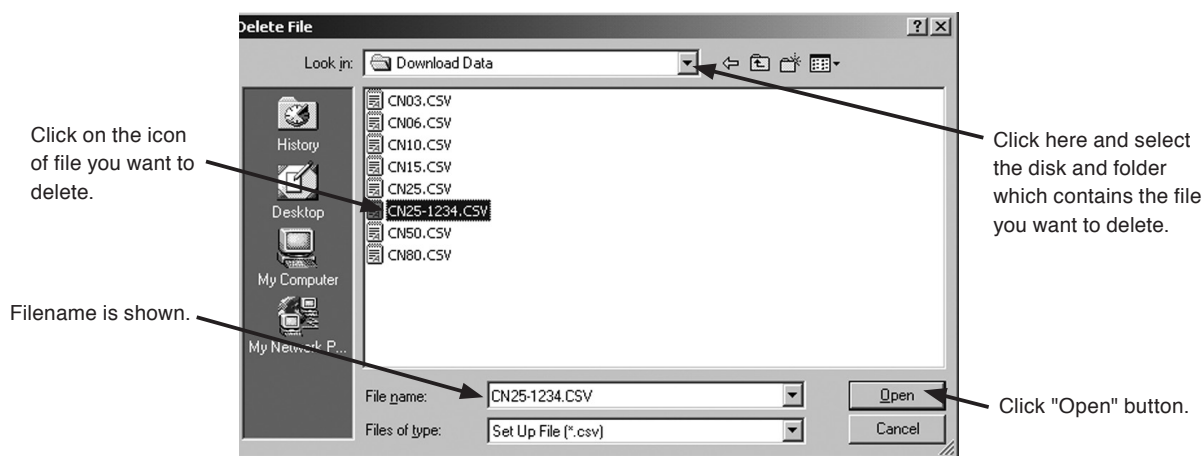 Delete File
Look in:
Download Data
Click on the icon
of file you want to
delete.
History
Desktop
My Computer
My Network P...
CN03.CSV
CN06.CSV
CN10.CSV
CN15.CSV
CN25.CSV
CN25-1234.CSV
CN50.CSV
CN80.CSV
Click here and select
the disk and folder
which contains the file
you want to delete.
Filename is shown.
File name:
CN25-1234.CSV
Open
Files of type:
Set Up File (*.csv)
Cancel
Click "Open" button.